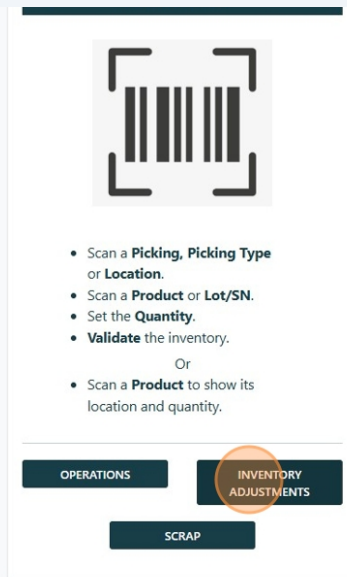 • Scan a Picking, Picking Type
or Location.
• Scan a Product or Lot/SN.
• Set the Quantity.
• Validate the inventory.
Or
• Scan a Product to show its
location and quantity.
OPERATIONS
INVENTORY
ADJUSTMENTS
SCRAP